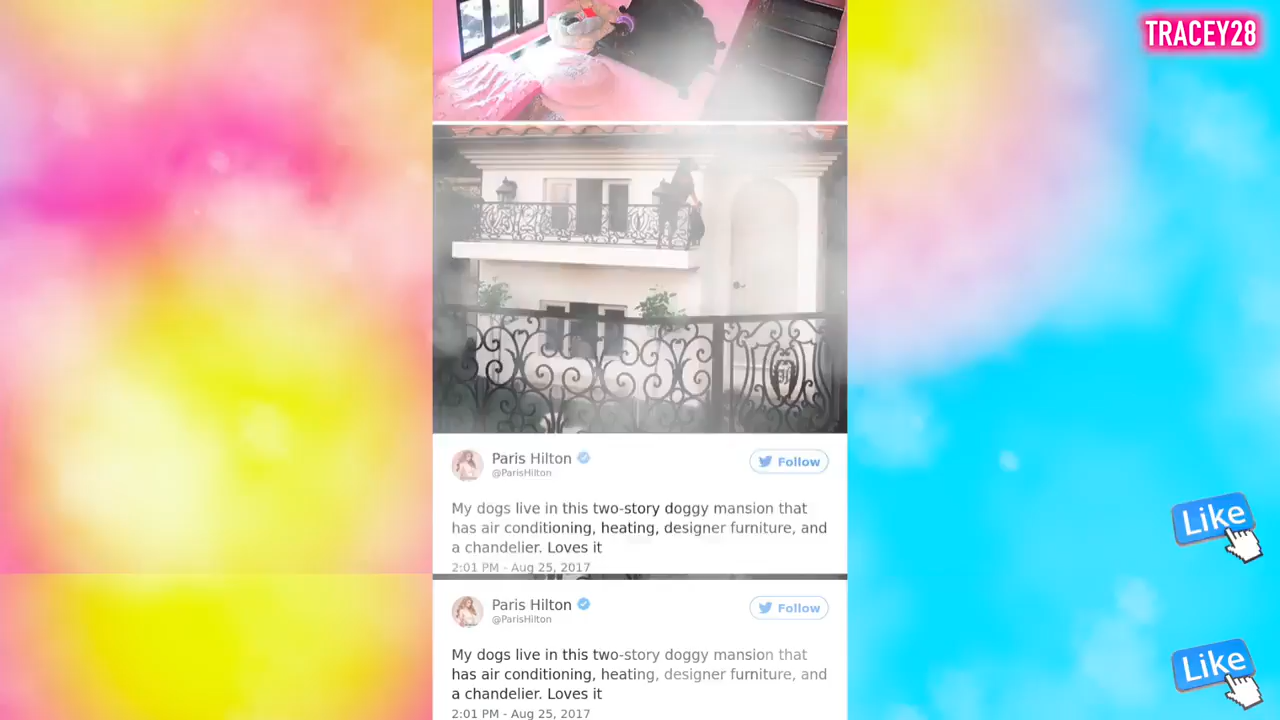 TRACEY28
Paris Hilton
Follow
@ParisHilton
My dogs live in this two-story doggy mansion that
has air conditioning, heating, designer furniture, and
a chandelier. Loves it
2:01 PM - Aug 25, 2017
Like
Paris Hilton
Follow
@ParisHilton
My dogs live in this two-story doggy mansion that
has air conditioning, heating, designer furniture, and
a chandelier. Loves it
2:01 PM - Aug 25, 2017
Like